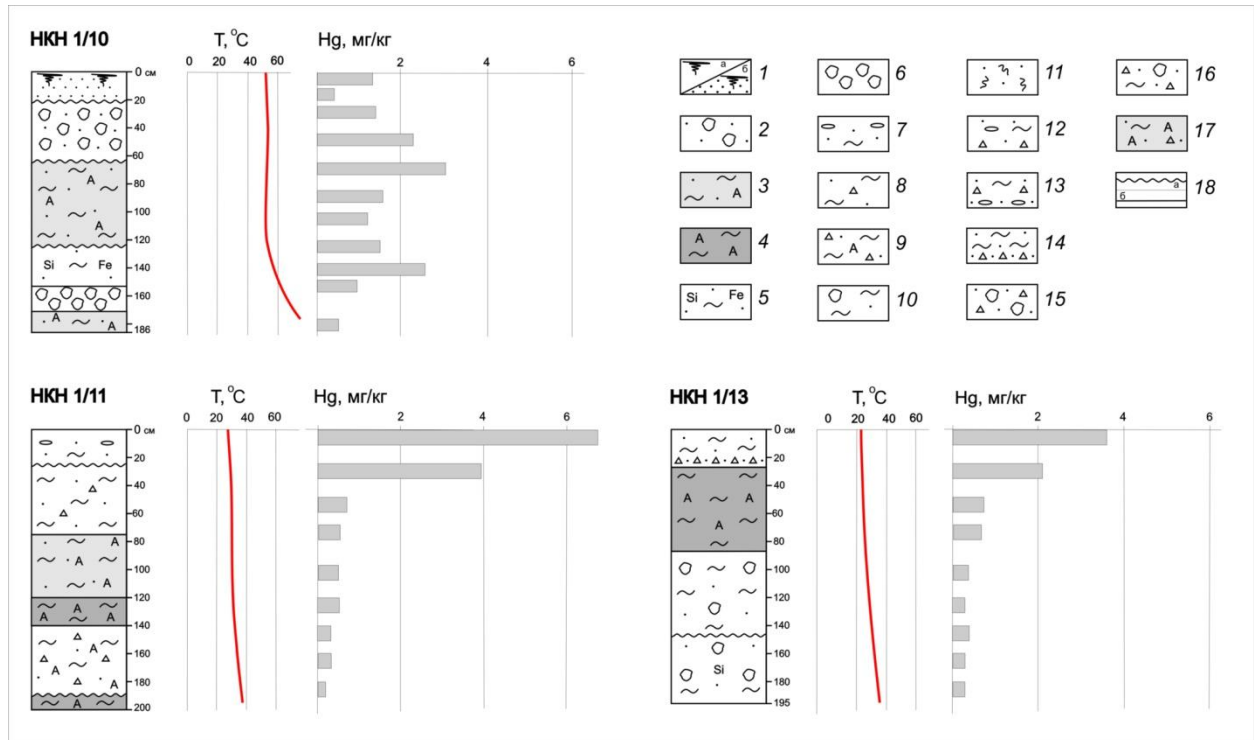 НКН 1/10
T, °C
Hg, мг/кг
0 20 40 60
2 4 6
0 см
20
40
60
80
100
120
140
160
186
A
A
A
Si Fe
A
A
а
б
1
2
A
3
A A
A
4
Si Fe
5
6
7
8
A
9
10
11
12
13
14
15
16
A
A
17
а
б
18
НКН 1/11
T, °C
Hg, мг/кг
0 20 40 60
2 4 6
0 см
20
40
60
80
100
120
140
160
180
200
A
A
A
A A
A A
A
A
A
НКН 1/13
T, °C
Hg, мг/кг
0 20 40 60
2 4 6
0 см
20
40
60
80
100
120
140
160
180
195
A A
A
Si